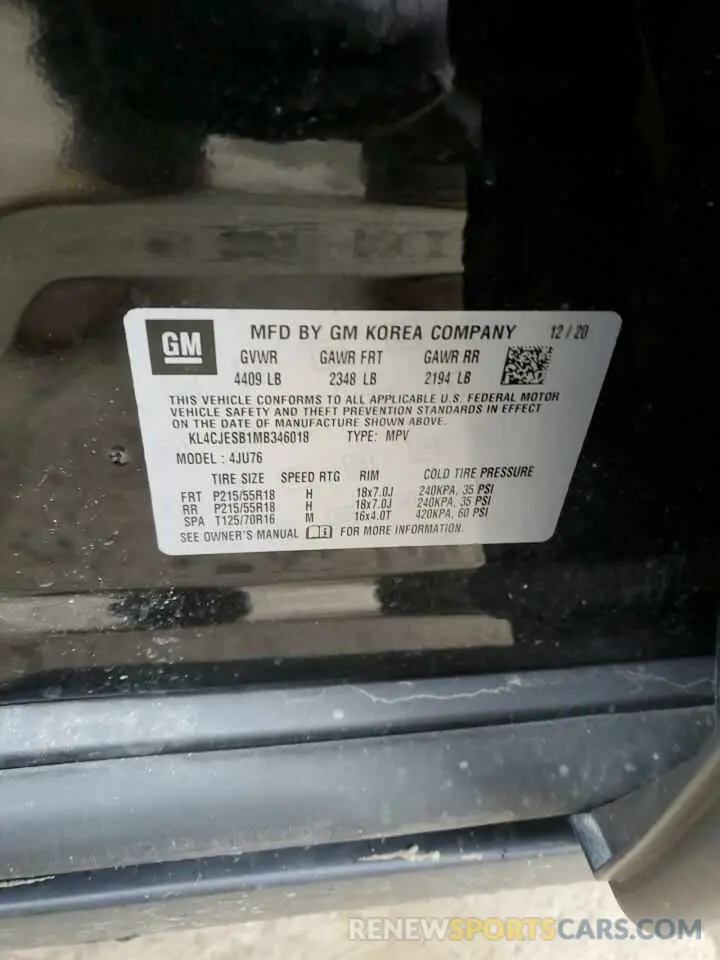 GM MFD BY GM KOREA COMPANY 12 / 20
GVWR GAWR FRT GAWR RR
4409 LB 2348 LB 2194 LB
THIS VEHICLE CONFORMS TO ALL APPLICABLE U.S. FEDERAL MOTOR
VEHICLE SAFETY AND THEFT PREVENTION STANDARDS IN EFFECT
ON THE DATE OF MANUFACTURE SHOWN ABOVE.
KL4CJESB1MB346018 TYPE: MPV
MODEL : 4JU76
TIRE SIZE SPEED RTG RIM COLD TIRE PRESSURE
FRT P215/55R18 H 18x7.0J 240KPA, 35 PSI
RR P215/55R18 H 18x7.0J 240KPA, 35 PSI
SPA T125/70R16 M 16x4.0T 420KPA, 60 PSI
SEE OWNER'S MANUAL FOR MORE INFORMATION.
RENEWSPORTSCARS.COM